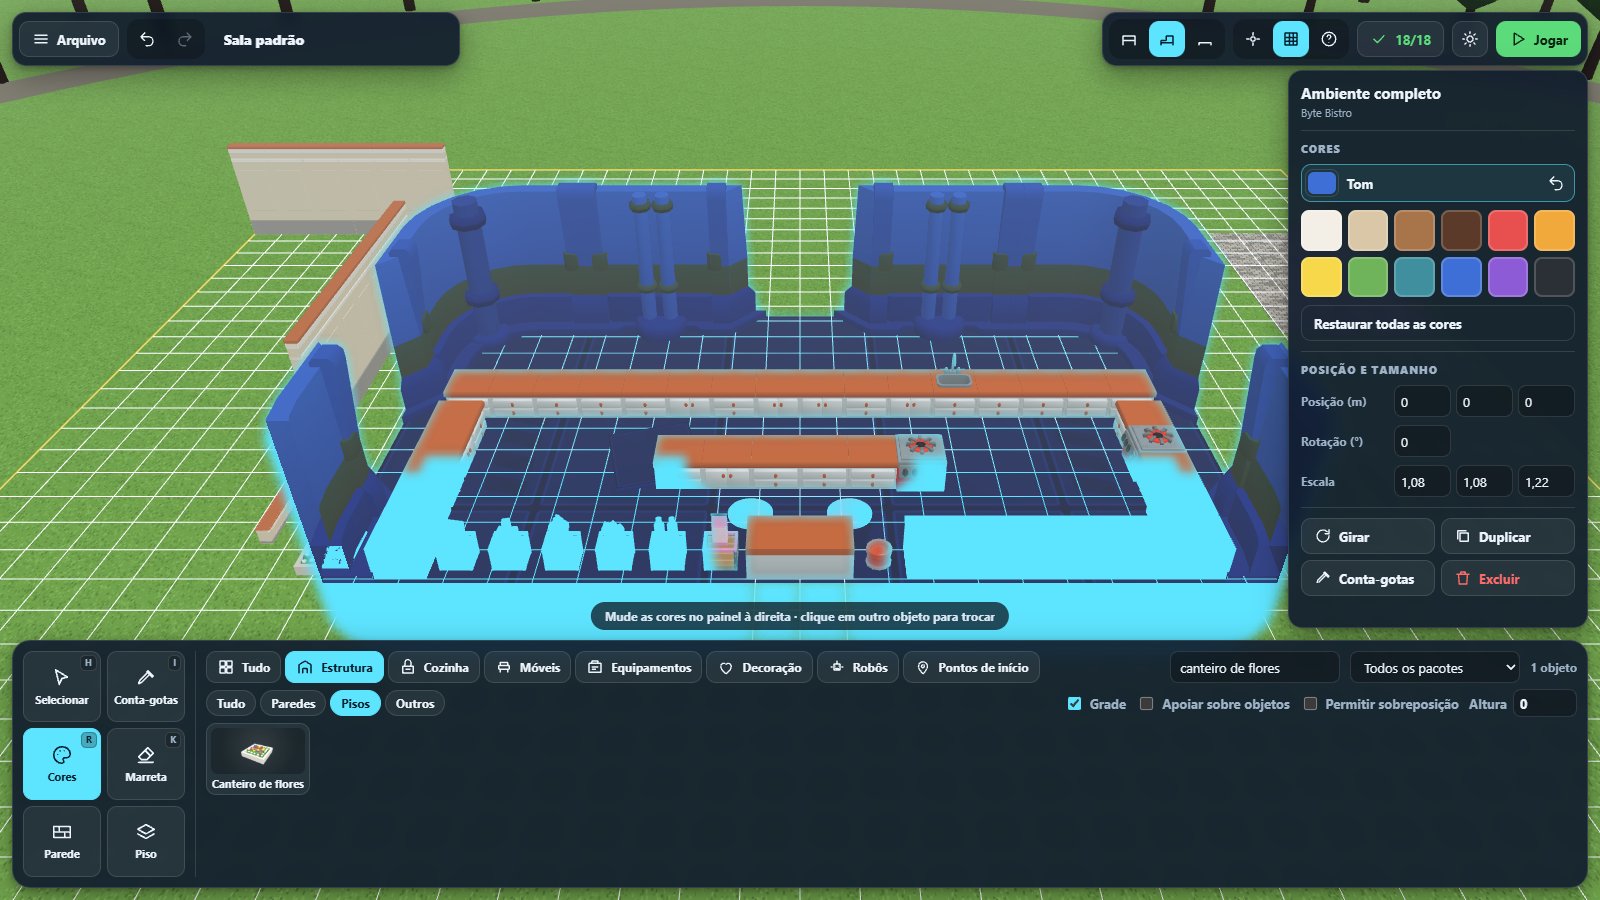 Arquivo
Sala padrão
18/18
Jogar
Ambiente completo
Byte Bistro
CORES
Tom
Restaurar todas as cores
POSIÇÃO E TAMANHO
Posição (m) 0 0 0
Rotação (°) 0
Escala 1,08 1,08 1,22
Girar Duplicar
Conta-gotas Excluir
Mude as cores no painel à direita · clique em outro objeto para trocar
Selecionar H
Conta-gotas I
Cores R
Marreta K
Parede
Piso
Tudo Estrutura Cozinha Móveis Equipamentos Decoração Robôs Pontos de início
canteiro de flores Todos os pacotes 1 objeto
Tudo Paredes Pisos Outros
Grade Apoiar sobre objetos Permitir sobreposição Altura 0
Canteiro de flores